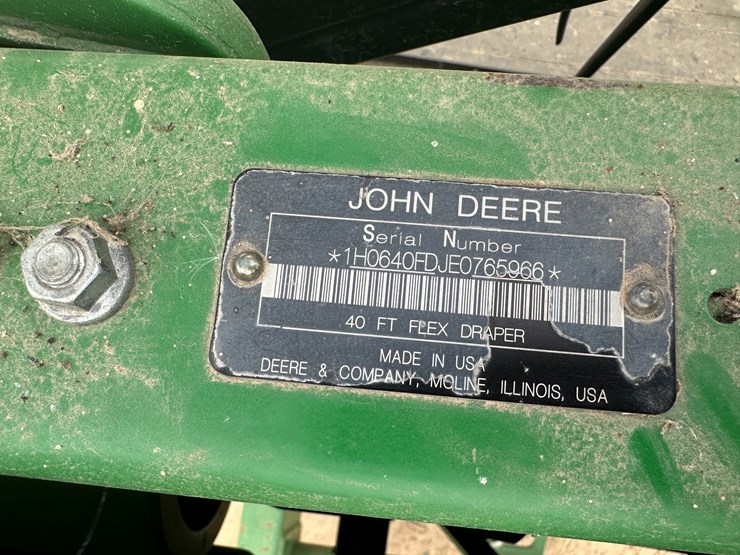 JOHN DEERE
Serial Number
*1H0640FDJE0765966*
40 FT FLEX DRAPER
MADE IN USA
DEERE & COMPANY, MOLINE, ILLINOIS, USA